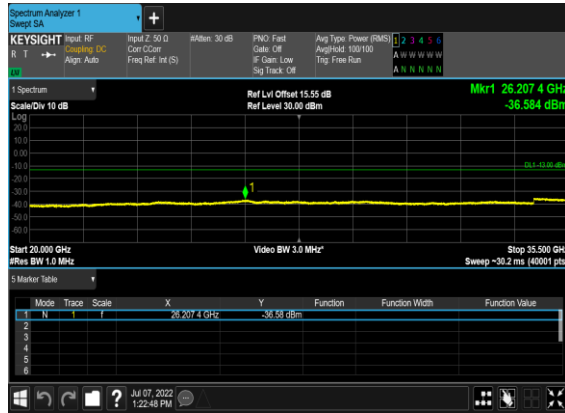 Spectrum Analyzer 1
Swept SA
+
KEYSIGHT Input: RF Input Z: 50 Ω #Atten: 30 dB PNO: Fast Avg Type: Power (RMS) 1 2 3 4 5 6
R T Coupling: DC Corr CCorr Gate: Off Avg|Hold: 100/100 A W W W W W
Align: Auto Freq Ref: Int (S) IF Gain: Low Trig: Free Run
LW Sig Track: Off A N N N N N
1 Spectrum Ref Lvl Offset 15.55 dB Mkr1 26.207 4 GHz
Scale/Div 10 dB Ref Level 30.00 dBm -36.584 dBm
Log
20.0
10.0
0.00
-10.0 DL1 -13.00 dBm
-20.0
-30.0 1
-40.0
-50.0
-60.0
Start 20.000 GHz Video BW 3.0 MHz* Stop 35.500 GHz
#Res BW 1.0 MHz Sweep ~30.2 ms (40001 pts)
5 Marker Table
Mode Trace Scale X Y Function Function Width Function Value
1 N 1 f 26.207 4 GHz -36.58 dBm
2
3
4
5
6
? Jul 07, 2022
1:22:48 PM